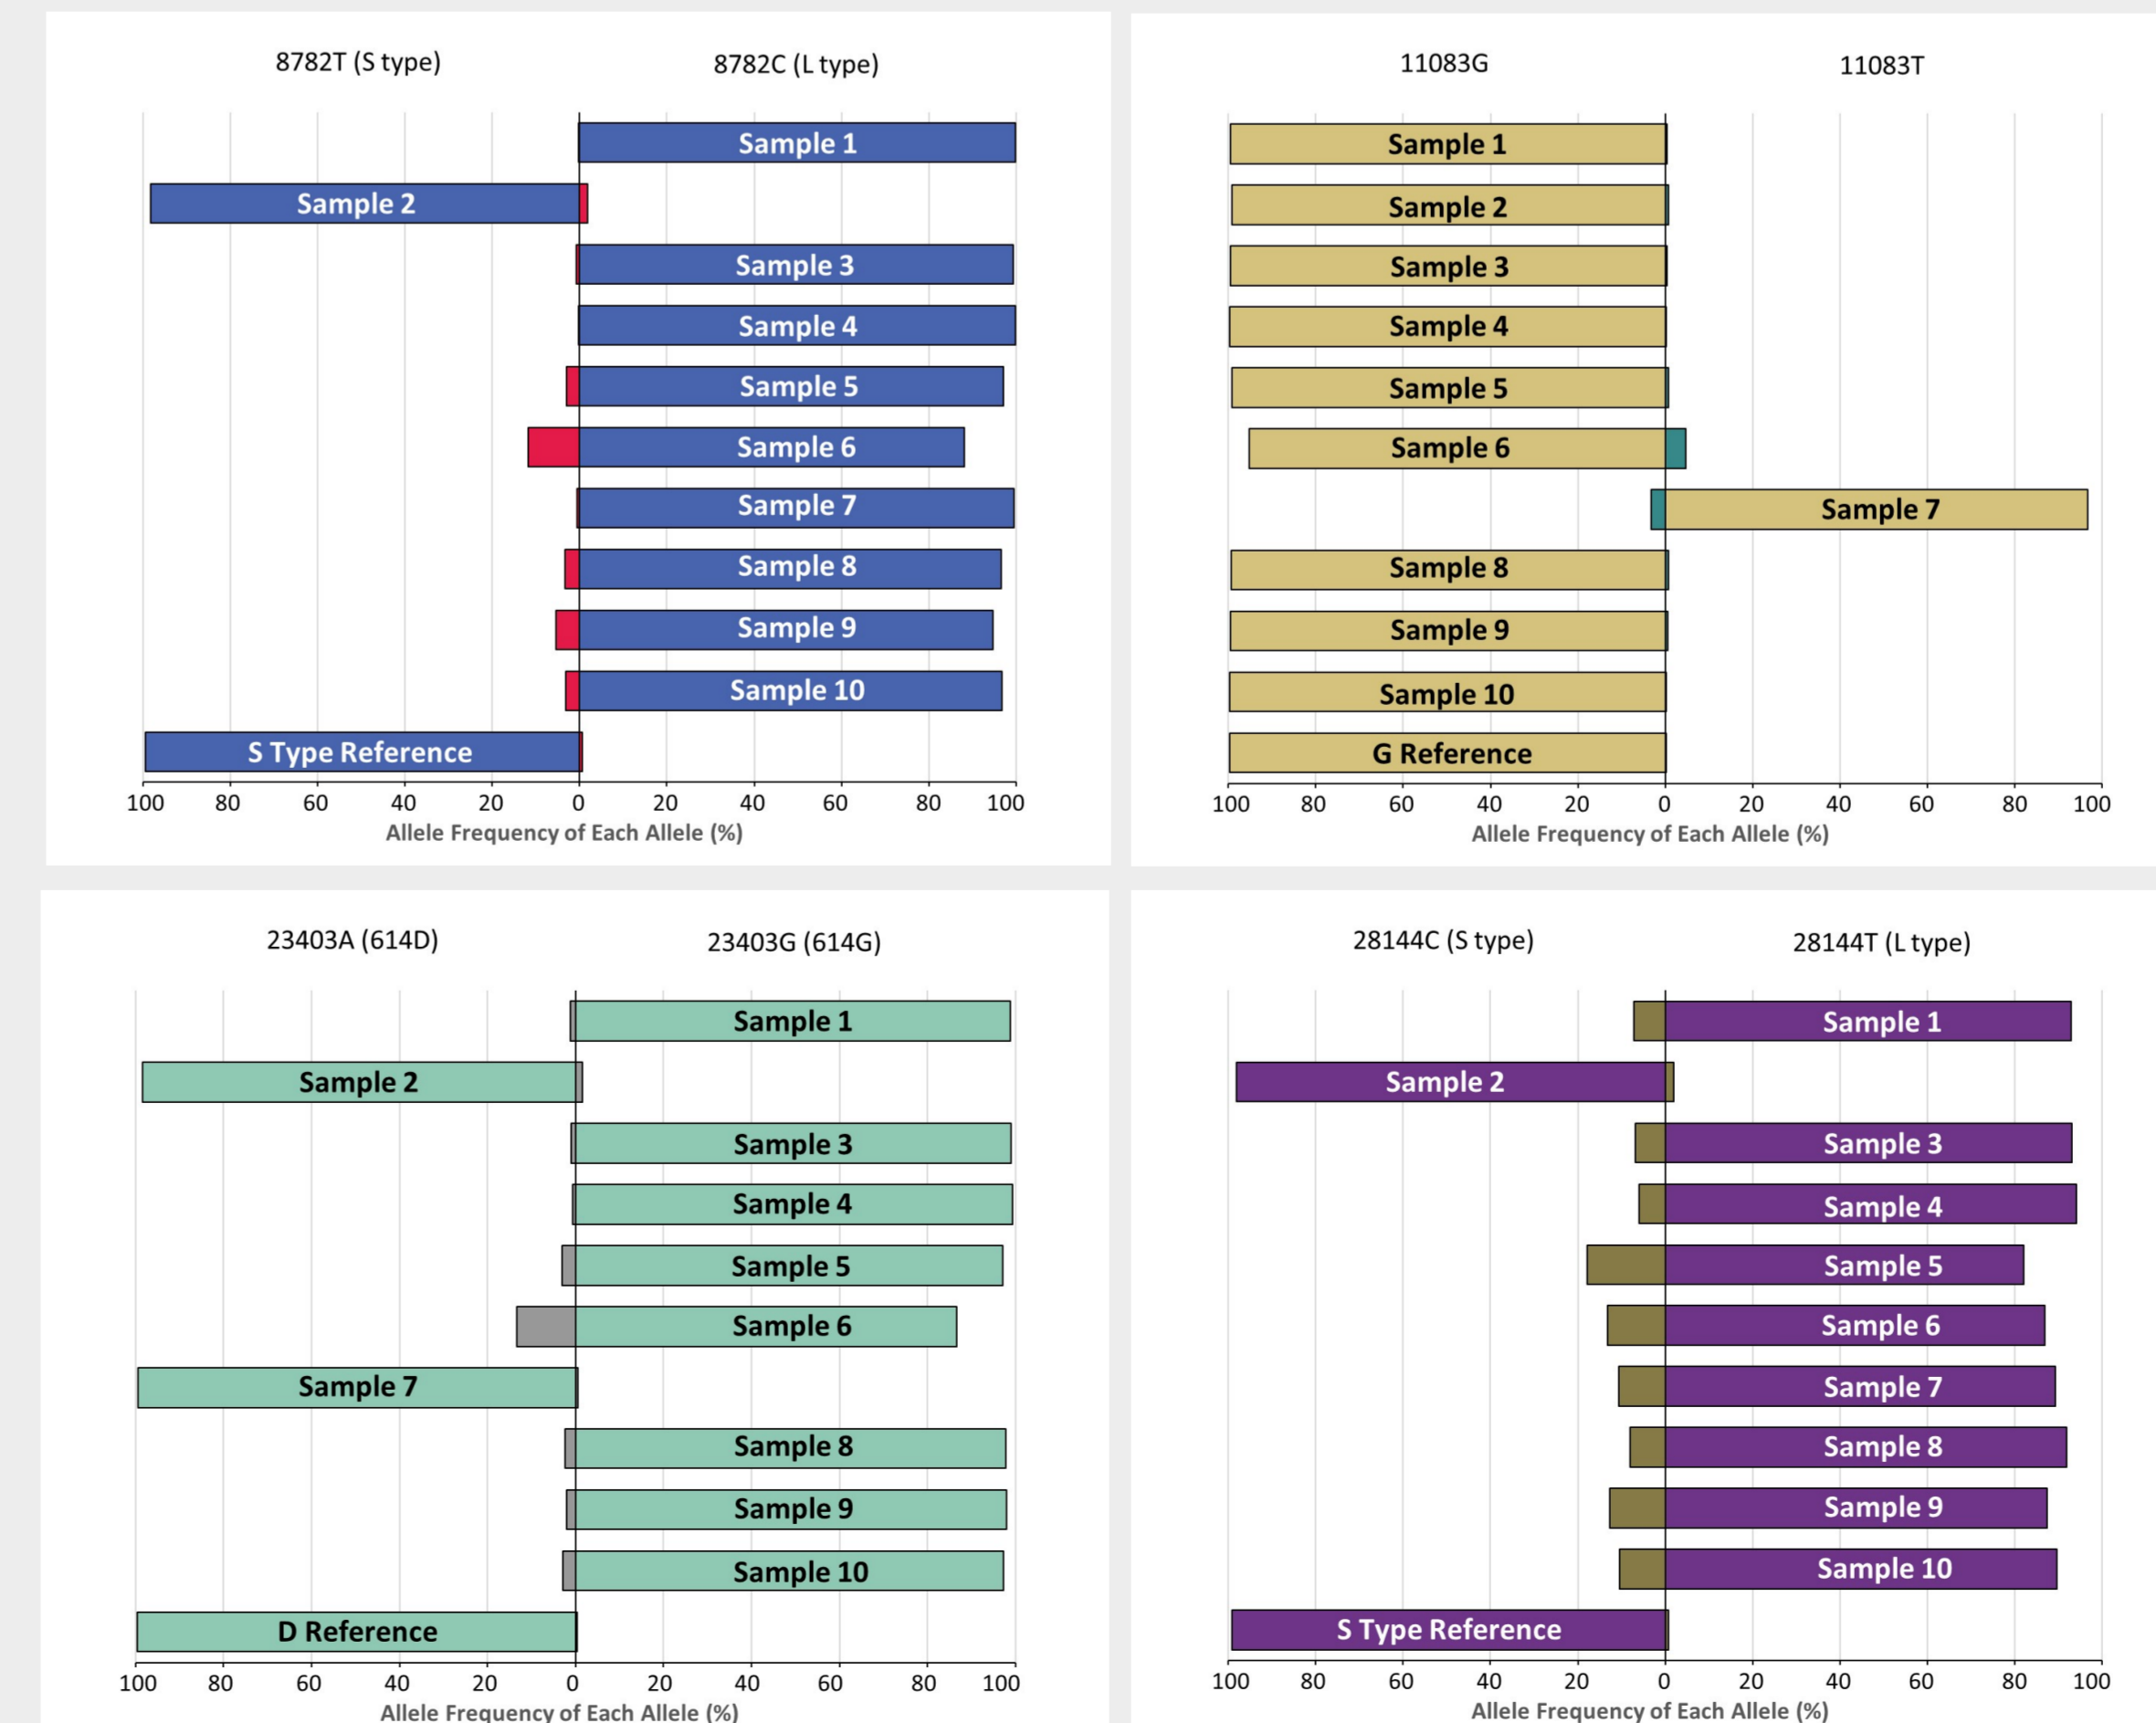 8782T (S type) 8782C (L type)
Sample 1
Sample 2
Sample 3
Sample 4
Sample 5
Sample 6
Sample 7
Sample 8
Sample 9
Sample 10
S Type Reference
100 80 60 40 20 0 20 40 60 80 100
Allele Frequency of Each Allele (%)
11083G 11083T
Sample 1
Sample 2
Sample 3
Sample 4
Sample 5
Sample 6
Sample 7
Sample 8
Sample 9
Sample 10
G Reference
100 80 60 40 20 0 20 40 60 80 100
Allele Frequency of Each Allele (%)
23403A (614D) 23403G (614G)
Sample 1
Sample 2
Sample 3
Sample 4
Sample 5
Sample 6
Sample 7
Sample 8
Sample 9
Sample 10
D Reference
100 80 60 40 20 0 20 40 60 80 100
Allele Frequency of Each Allele (%)
28144C (S type) 28144T (L type)
Sample 1
Sample 2
Sample 3
Sample 4
Sample 5
Sample 6
Sample 7
Sample 8
Sample 9
Sample 10
S Type Reference
100 80 60 40 20 0 20 40 60 80 100
Allele Frequency of Each Allele (%)